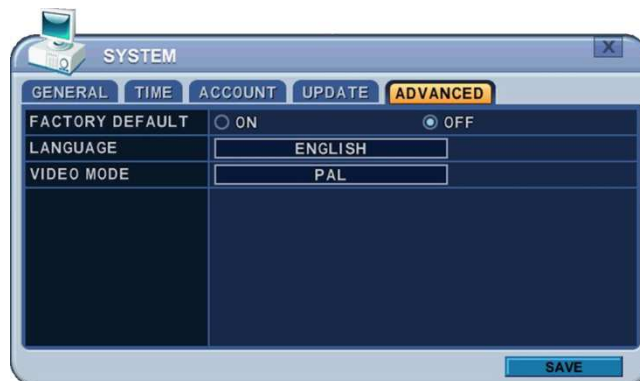 SYSTEM X
GENERAL TIME ACCOUNT UPDATE ADVANCED
FACTORY DEFAULT ON OFF
LANGUAGE ENGLISH
VIDEO MODE PAL
SAVE